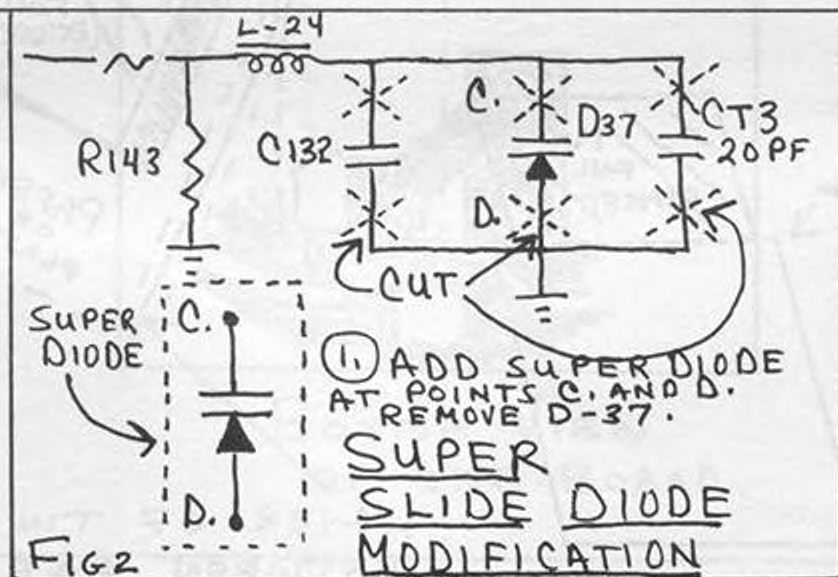 L-24
R143
C132
C.
D37
D.
CT3
20PF
CUT
SUPER
DIODE
C.
D.
1. ADD SUPER DIODE
AT POINTS C. AND D.
REMOVE D-37.
SUPER
SLIDE DIODE
MODIFICATION
FIG2